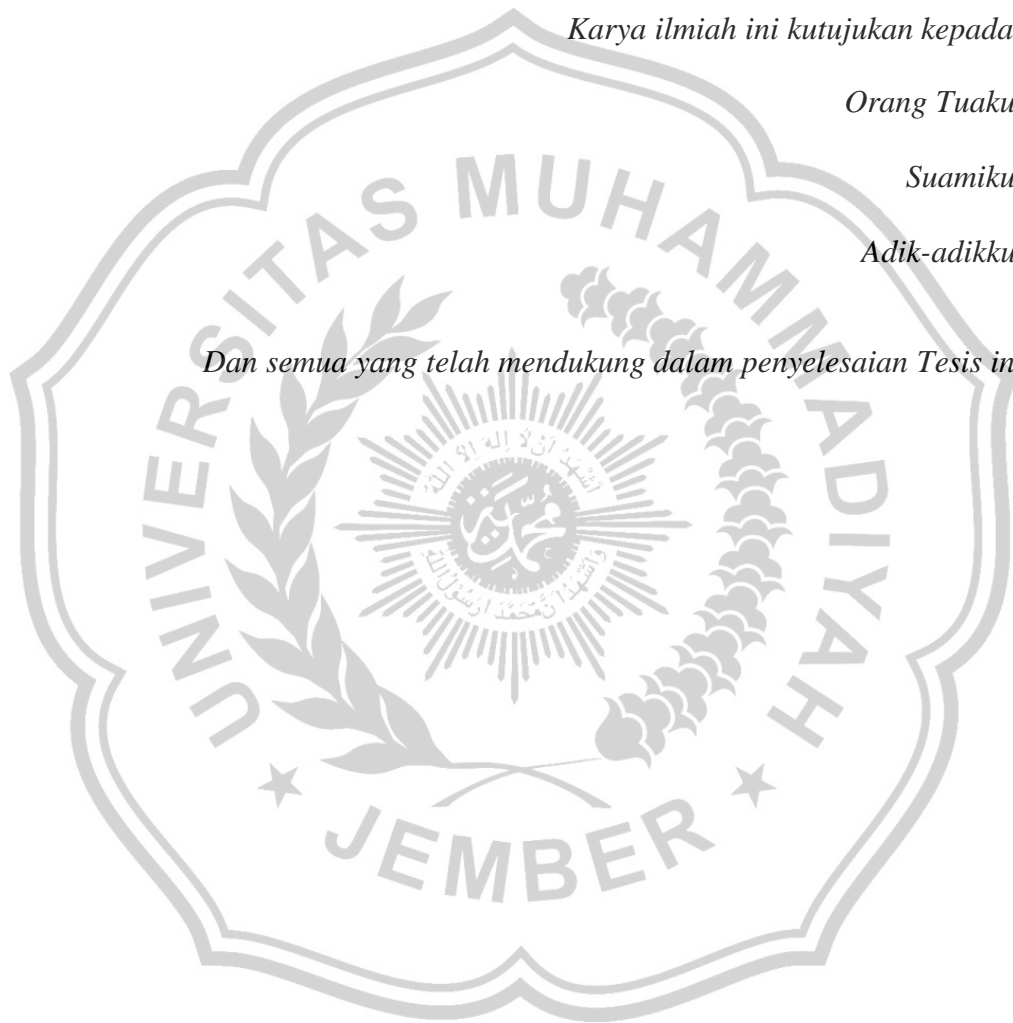 Karya ilmiah ini kutujukan kepada
Orang Tuaku
Suamiku
Adik-adikku
Dan semua yang telah mendukung dalam penyelesaian Tesis in
UNIVERSITAS MUHAMMADIYAH
JEMBER